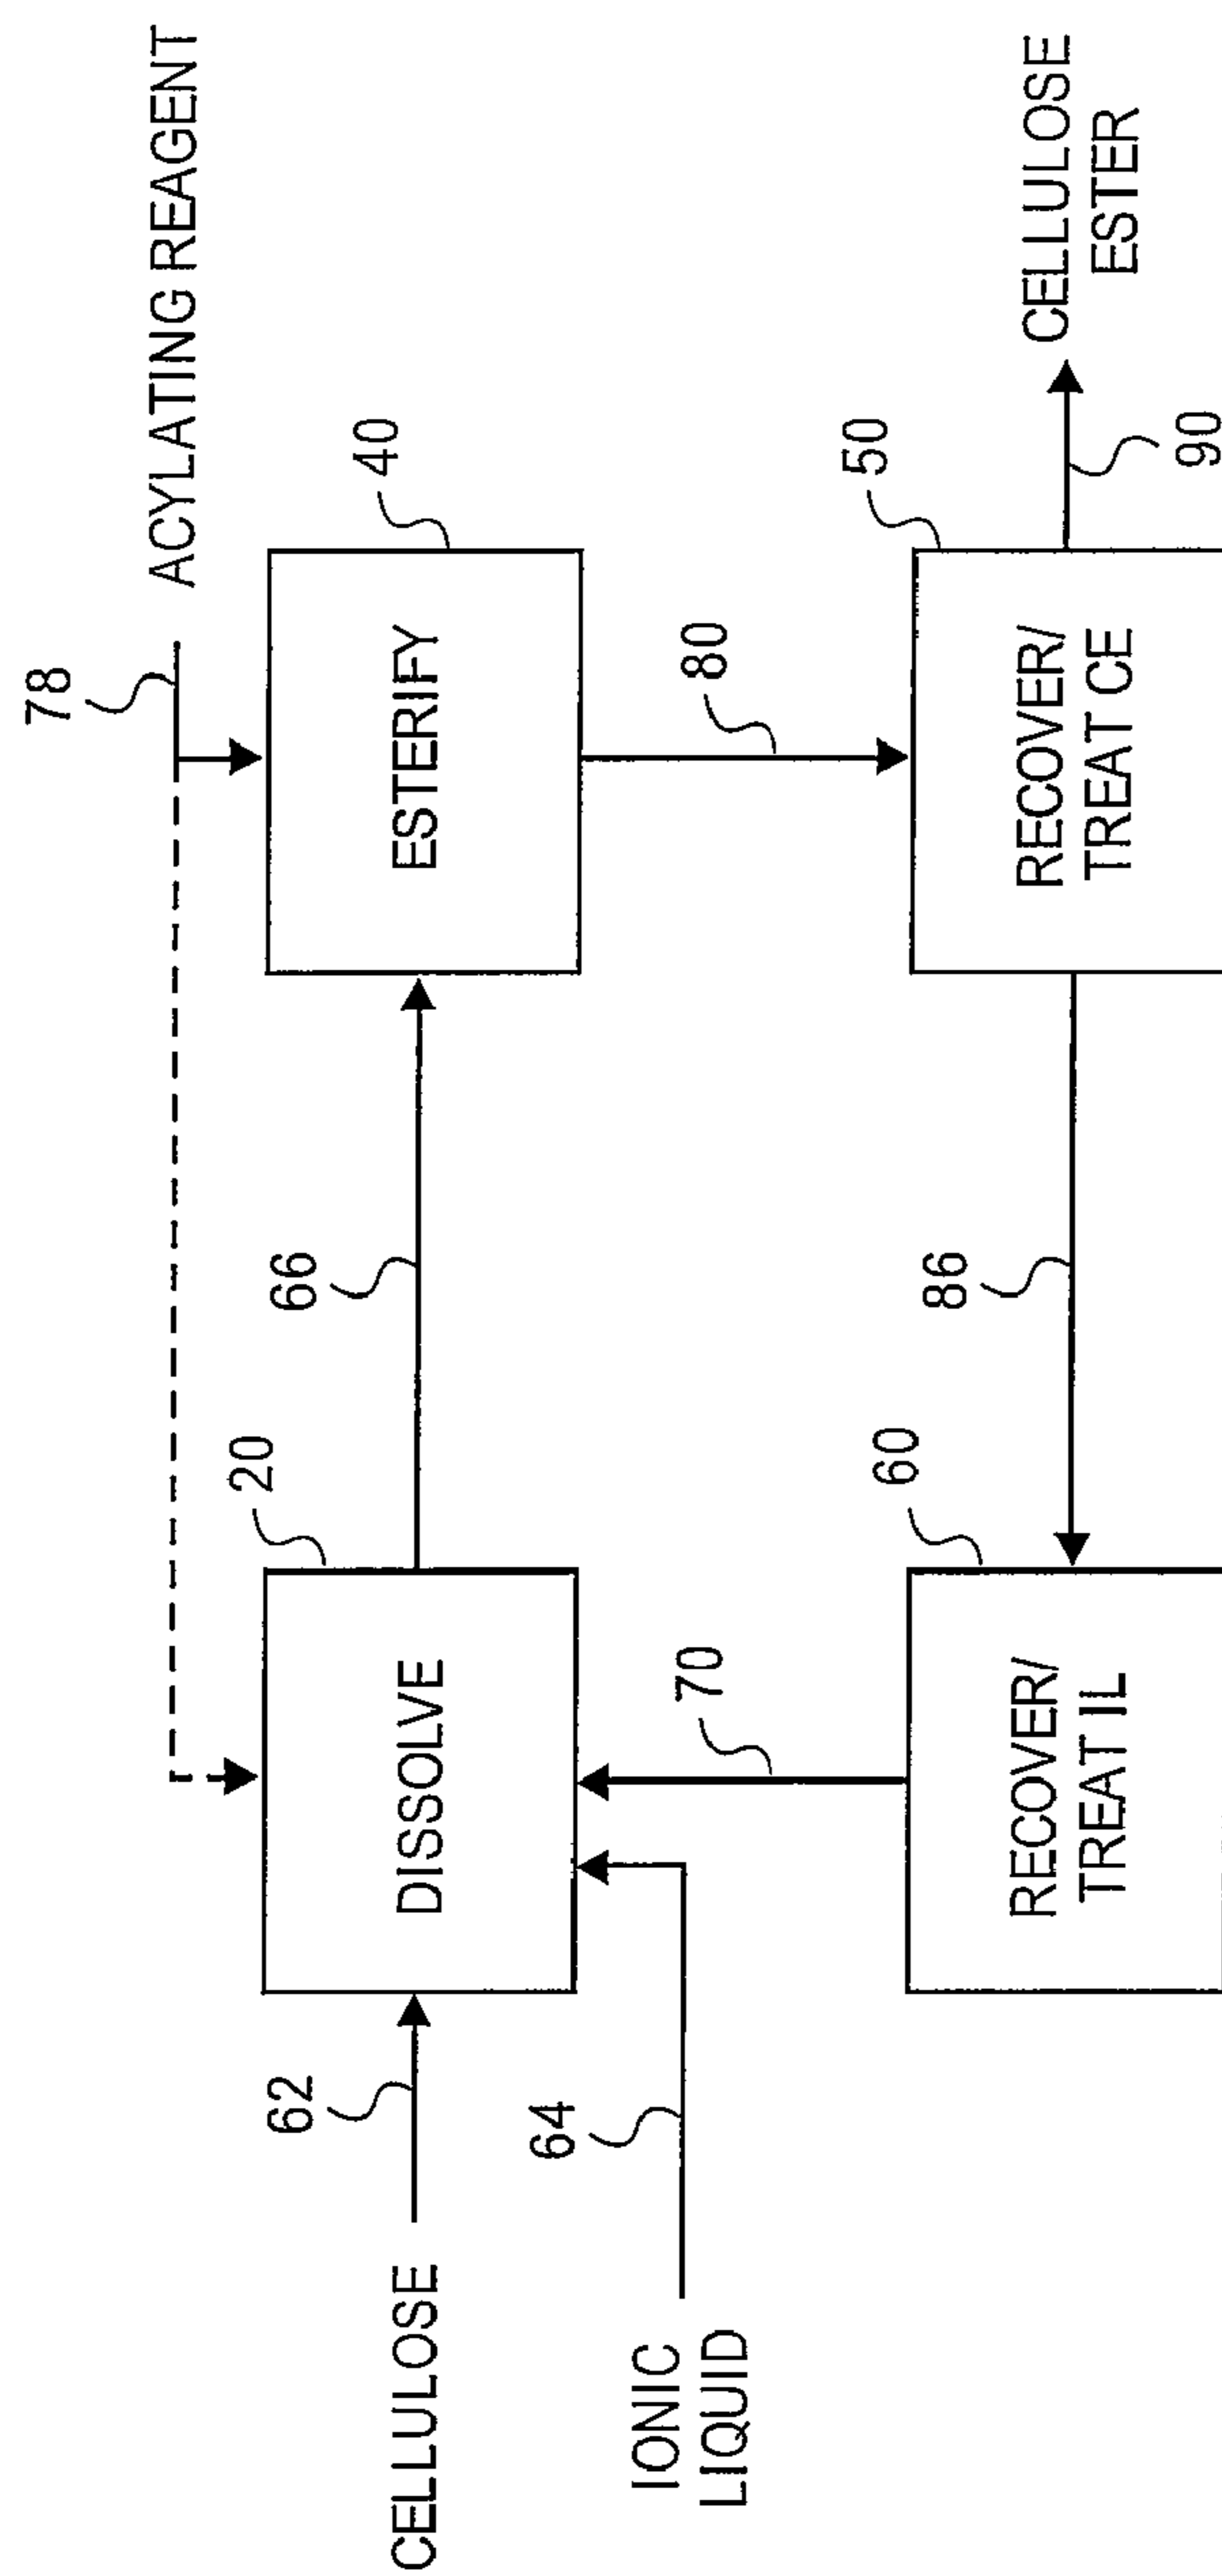 78
ACYLATING REAGENT
20
66
40
CELLULOSE
62
DISSOLVE
ESTERIFY
64
70
80
IONIC
LIQUID
60
86
50
RECOVER/
TREAT IL
RECOVER/
TREAT CE
CELLULOSE
ESTER
90